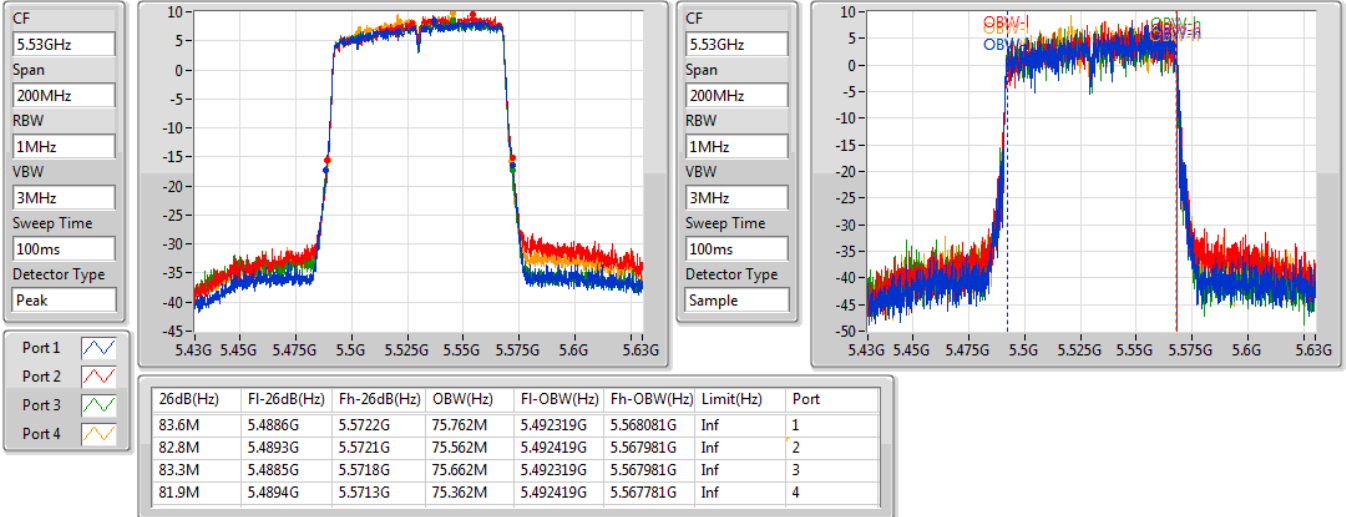 CF
5.53GHz
Span
200MHz
RBW
1MHz
VBW
3MHz
Sweep Time
100ms
Detector Type
Peak
10
5
0
-5
-10
-15
-20
-25
-30
-35
-40
-45
5.43G 5.45G 5.475G 5.5G 5.525G 5.55G 5.575G 5.6G 5.63G
CF
5.53GHz
Span
200MHz
RBW
1MHz
VBW
3MHz
Sweep Time
100ms
Detector Type
Sample
10
5
0
-5
-10
-15
-20
-25
-30
-35
-40
-45
-50
OBW-l
OBW-h
5.43G 5.45G 5.475G 5.5G 5.525G 5.55G 5.575G 5.6G 5.63G
Port 1
Port 2
Port 3
Port 4
26dB(Hz) Fl-26dB(Hz) Fh-26dB(Hz) OBW(Hz) Fl-OBW(Hz) Fh-OBW(Hz) Limit(Hz) Port
83.6M 5.4886G 5.5722G 75.762M 5.492319G 5.568081G Inf 1
82.8M 5.4893G 5.5721G 75.562M 5.492419G 5.567981G Inf 2
83.3M 5.4885G 5.5718G 75.662M 5.492319G 5.567981G Inf 3
81.9M 5.4894G 5.5713G 75.362M 5.492419G 5.567781G Inf 4